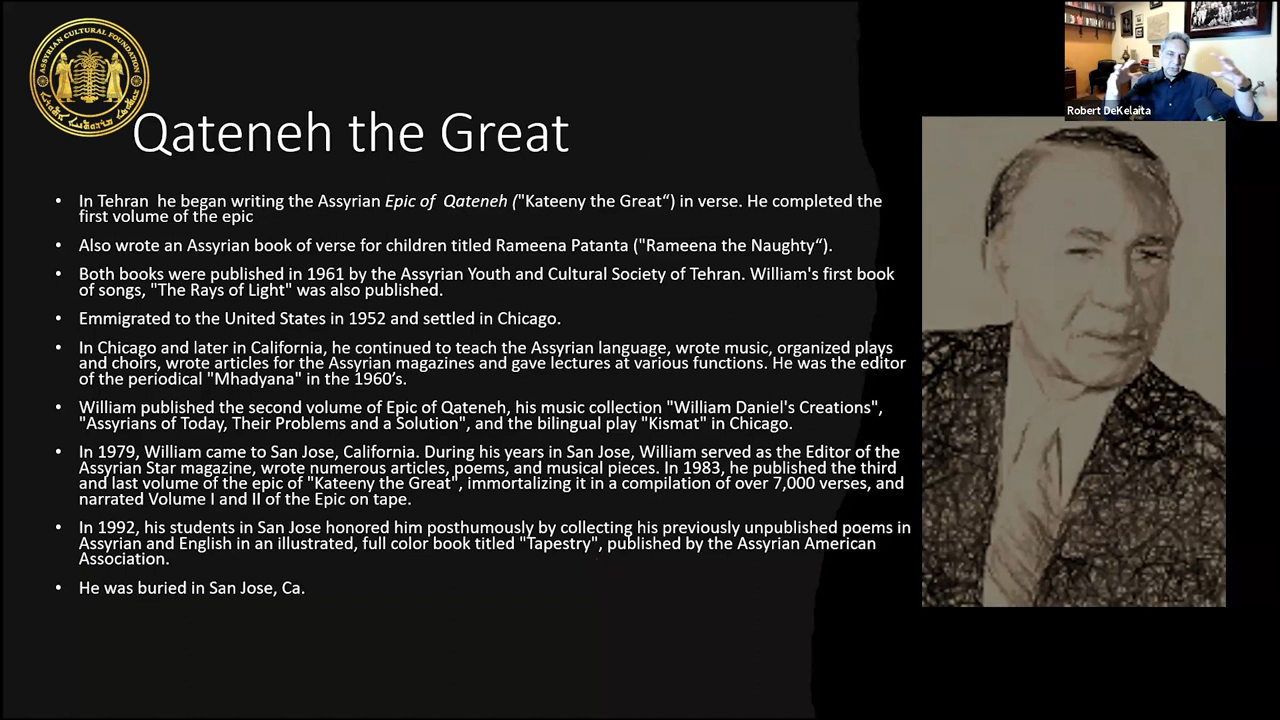 ASSYRIAN CULTURAL FOUNDATION
Robert DeKelaita
Qateneh the Great
• In Tehran he began writing the Assyrian Epic of Qateneh ("Kateeny the Great“) in verse. He completed the
first volume of the epic
• Also wrote an Assyrian book of verse for children titled Rameena Patanta ("Rameena the Naughty“).
• Both books were published in 1961 by the Assyrian Youth and Cultural Society of Tehran. William's first book
of songs, "The Rays of Light" was also published.
• Emmigrated to the United States in 1952 and settled in Chicago.
• In Chicago and later in California, he continued to teach the Assyrian language, wrote music, organized plays
and choirs, wrote articles for the Assyrian magazines and gave lectures at various functions. He was the editor
of the periodical "Mhadyana" in the 1960’s.
• William published the second volume of Epic of Qateneh, his music collection "William Daniel's Creations",
"Assyrians of Today, Their Problems and a Solution", and the bilingual play "Kismat" in Chicago.
• In 1979, William came to San Jose, California. During his years in San Jose, William served as the Editor of the
Assyrian Star magazine, wrote numerous articles, poems, and musical pieces. In 1983, he published the third
and last volume of the epic of "Kateeny the Great", immortalizing it in a compilation of over 7,000 verses, and
narrated Volume I and II of the Epic on tape.
• In 1992, his students in San Jose honored him posthumously by collecting his previously unpublished poems in
Assyrian and English in an illustrated, full color book titled "Tapestry", published by the Assyrian American
Association.
• He was buried in San Jose, Ca.